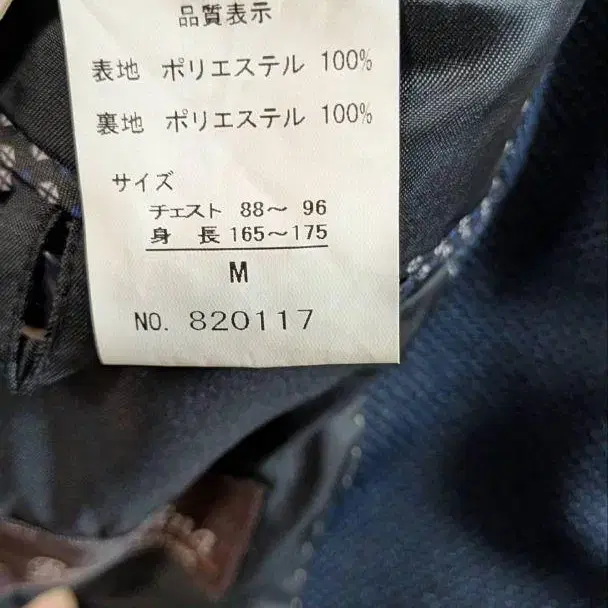 品質表示
表地 ポリエステル 100%
裏地 ポリエステル 100%
サイズ
チェスト 88〜 96
身 長 165〜175
M
NO. 820117